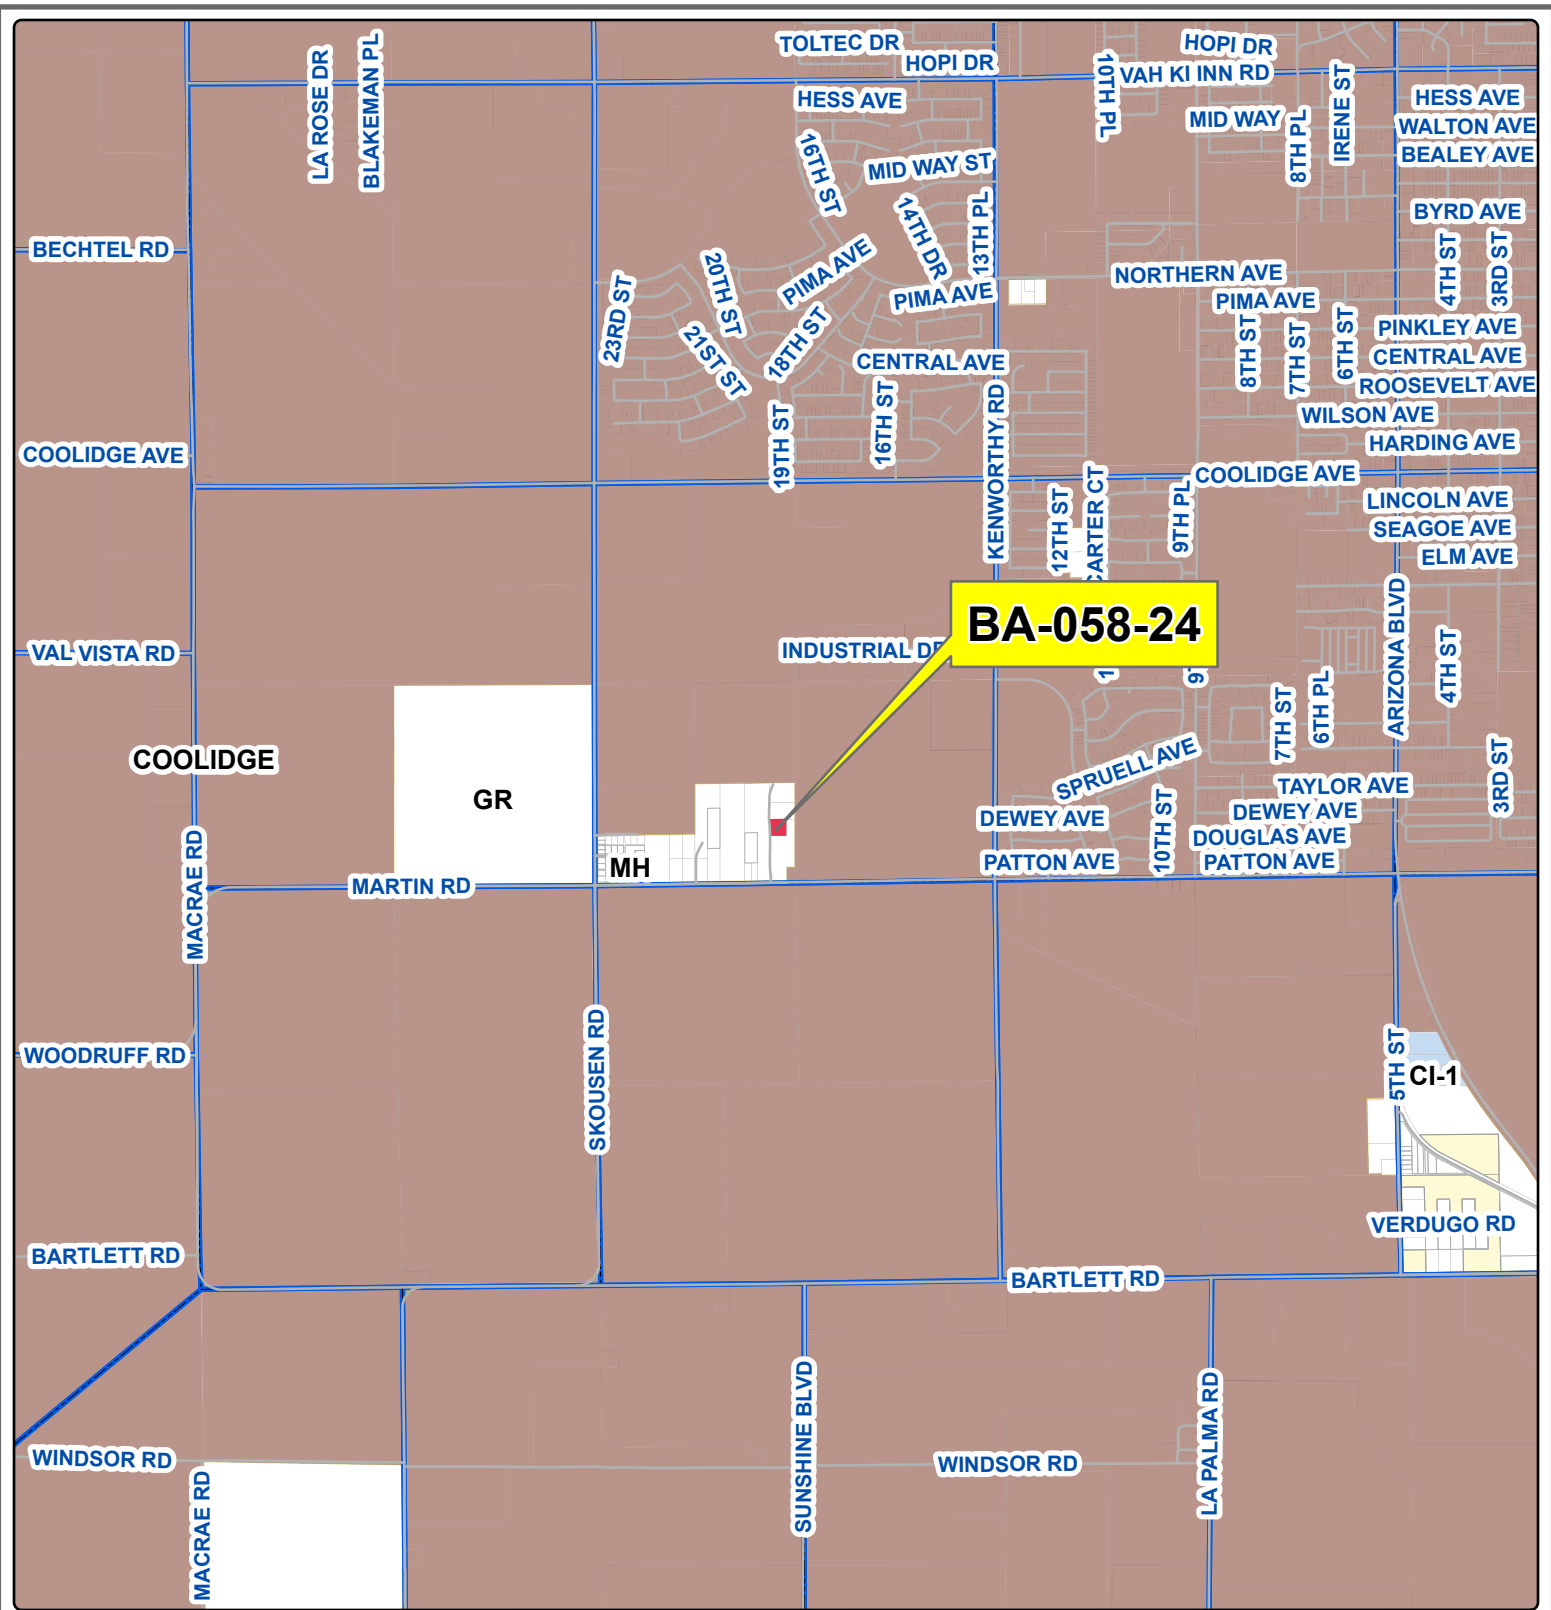 TOLTEC DR
HOPI DR
HOPI DR
VAH KI INN RD
LA ROSE DR
BLAKEMAN PL
10TH PL
IRENE ST
HESS AVE
HESS AVE
MID WAY
WALTON AVE
8TH PL
BEALEY AVE
16TH ST
MID WAY ST
14TH DR
13TH PL
BYRD AVE
4TH ST
3RD ST
BECHTEL RD
20TH ST
PIMA AVE
NORTHERN AVE
PIMA AVE
PIMA AVE
23RD ST
21ST ST
18TH ST
8TH ST
7TH ST
6TH ST
PINKLEY AVE
CENTRAL AVE
CENTRAL AVE
ROOSEVELT AVE
WILSON AVE
19TH ST
16TH ST
KENWORTHY RD
HARDING AVE
COOLIDGE AVE
COOLIDGE AVE
12TH ST
CARTER CT
9TH PL
LINCOLN AVE
SEAGOE AVE
ELM AVE
BA-058-24
ARIZONA BLVD
4TH ST
VAL VISTA RD
INDUSTRIAL DR
1
9T
7TH ST
6TH PL
COOLIDGE
GR
SPRUELL AVE
3RD ST
TAYLOR AVE
DEWEY AVE
DEWEY AVE
10TH ST
DOUGLAS AVE
PATTON AVE
PATTON AVE
MH
MARTIN RD
MACRAE RD
SKOUSEN RD
WOODRUFF RD
5TH ST
CI-1
VERDUGO RD
BARTLETT RD
BARTLETT RD
SUNSHINE BLVD
LA PALMA RD
WINDSOR RD
WINDSOR RD
MACRAE RD